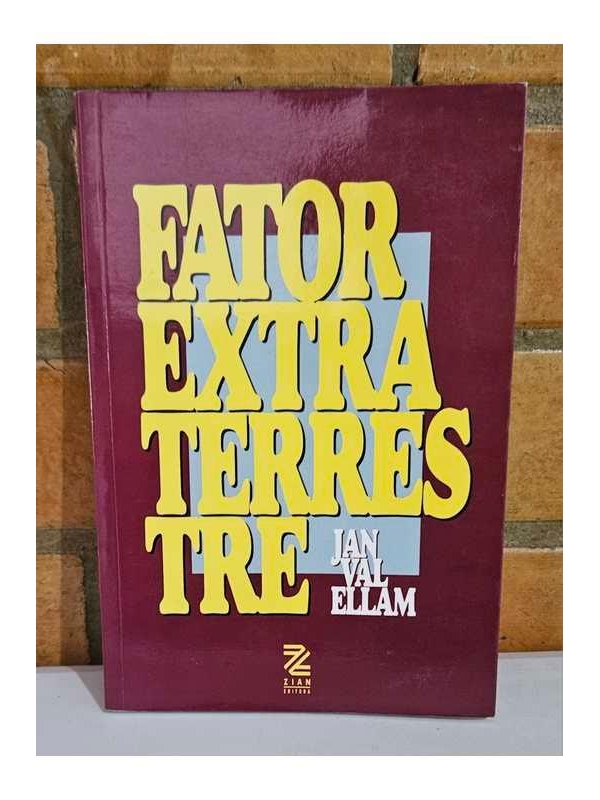 FATOR
EXTRA
TERRES
TRE
JAN
VAL
ELLAM
ZIAN
EDITORA